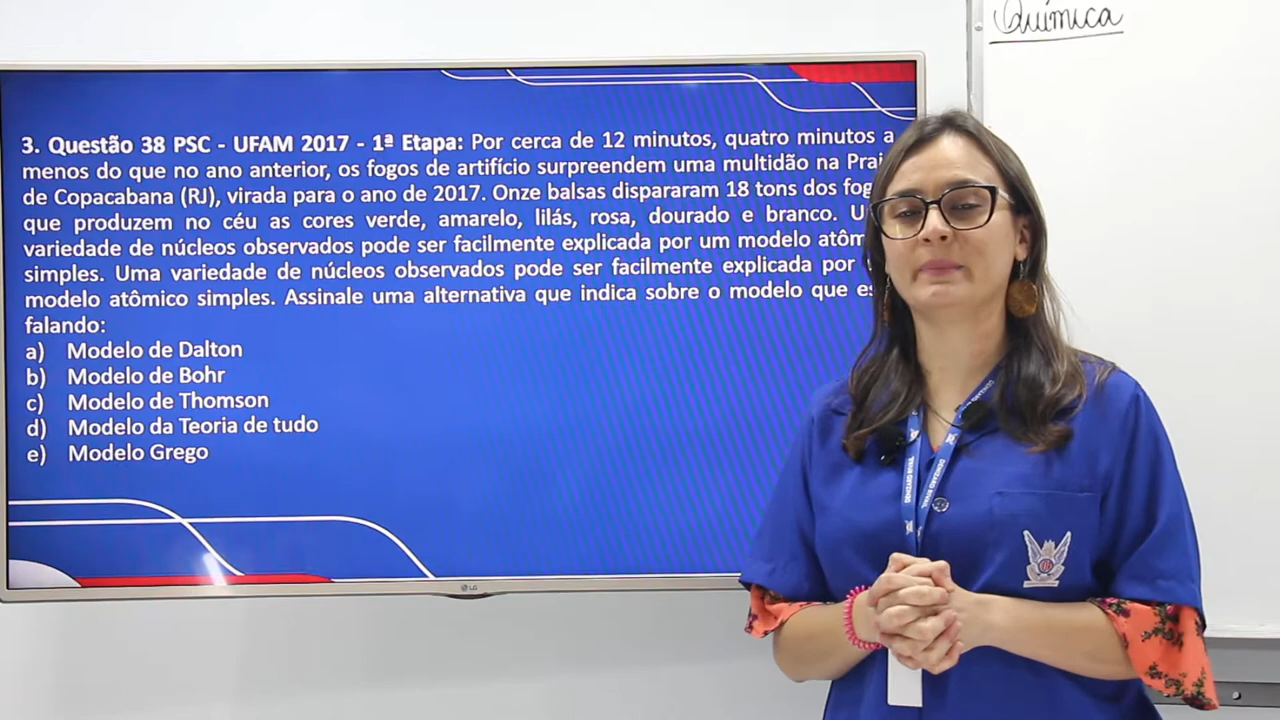 Química
3. Questão 38 PSC - UFAM 2017 - 1ª Etapa: Por cerca de 12 minutos, quatro minutos a
menos do que no ano anterior, os fogos de artifício surpreendem uma multidão na
de Copacabana (RJ), virada para o ano de 2017. Onze balsas dispararam 18 tons dos
que produzem no céu as cores verde, amarelo, lilás, rosa, dourado e branco.
variedade de núcleos observados pode ser facilmente explicada por um modelo
simples. Uma variedade de núcleos observados pode ser facilmente explicada por
modelo atômico simples. Assinale uma alternativa que indica sobre o modelo que
falando:
a) Modelo de Dalton
b) Modelo de Bohr
c) Modelo de Thomson
d) Modelo da Teoria de tudo
e) Modelo Grego
LG